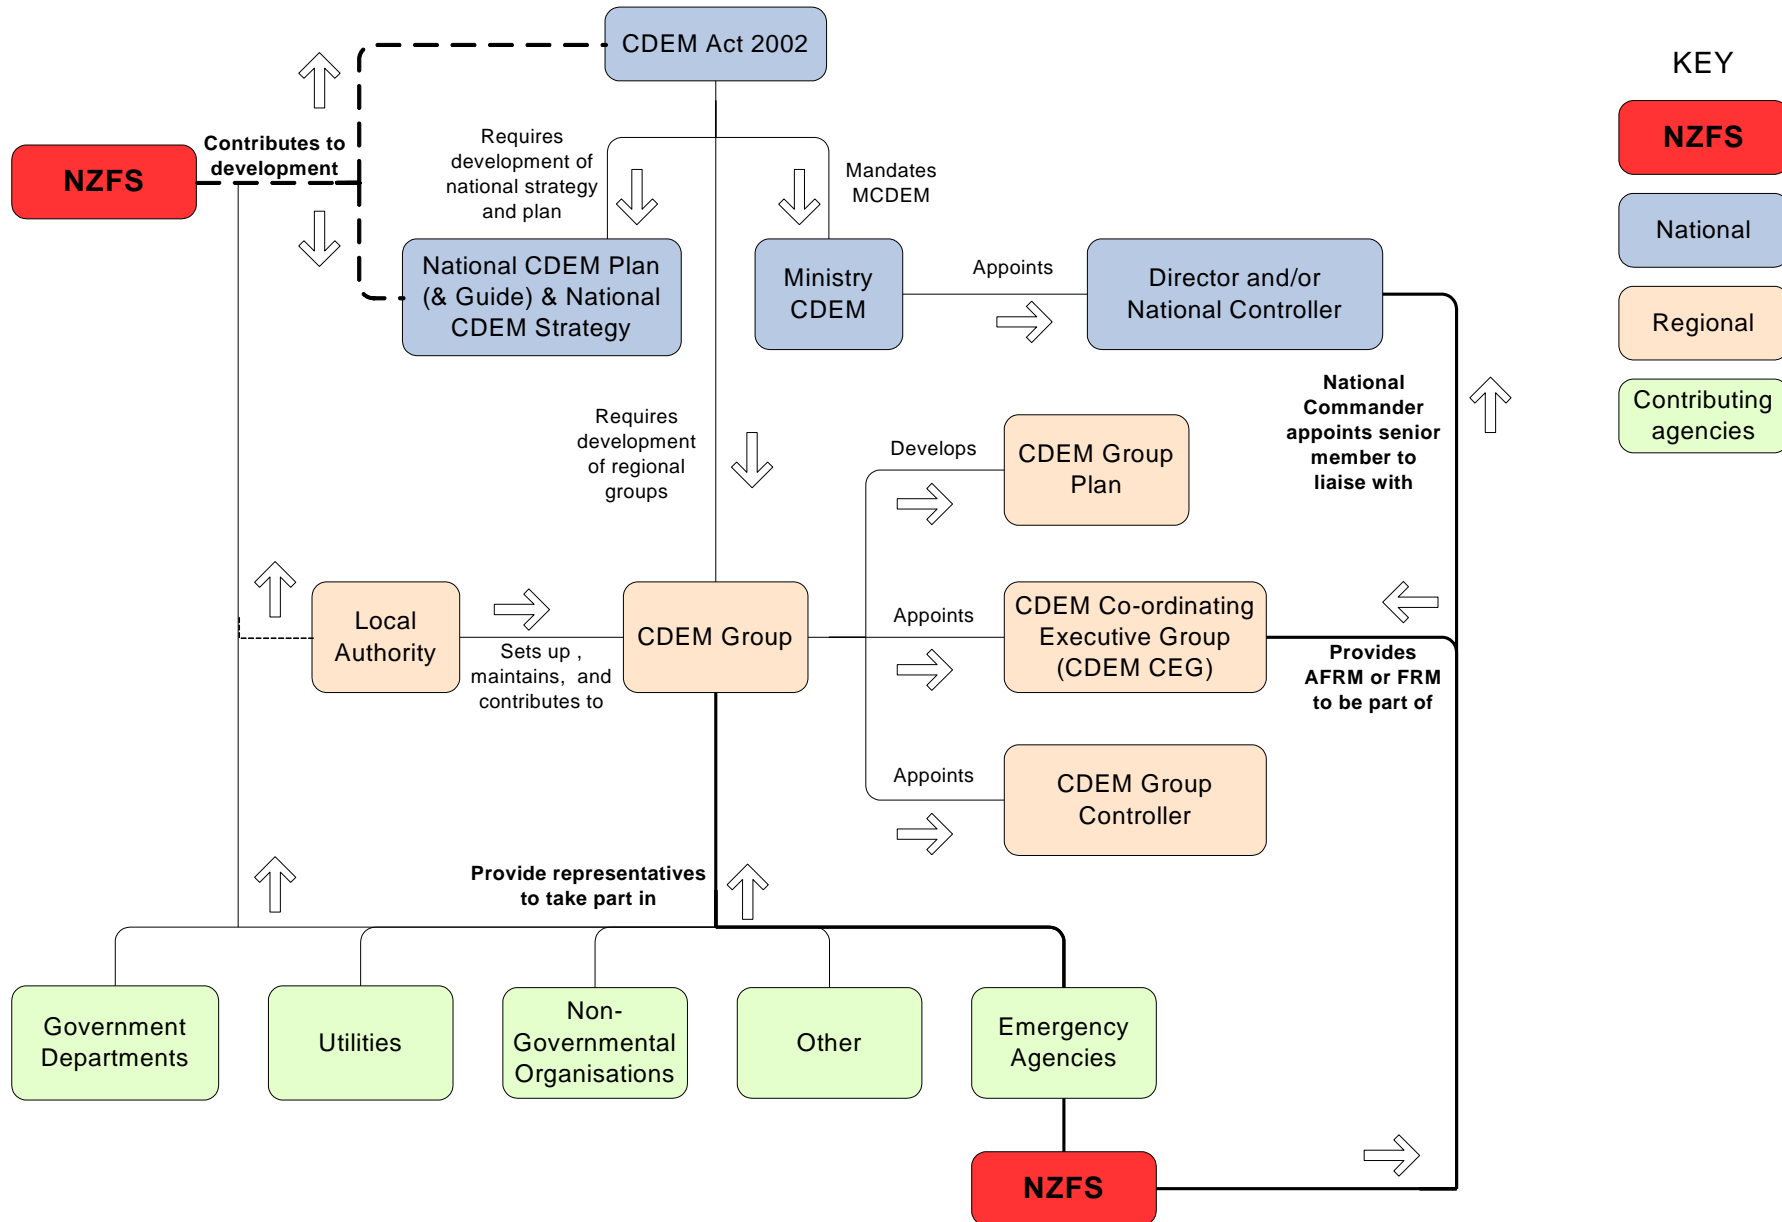 CDEM Act 2002
KEY
NZFS
National
Regional
Contributing
agencies
NZFS
Contributes to
development
Requires
development of
national strategy
and plan
Mandates
MCDEM
National CDEM Plan
(& Guide) & National
CDEM Strategy
Ministry
CDEM
Appoints
Director and/or
National Controller
National
Commander
appoints senior
member to
liaise with
Requires
development
of regional
groups
Develops
CDEM Group
Plan
Local
Authority
Sets up ,
maintains, and
contributes to
CDEM Group
Appoints
CDEM Co-ordinating
Executive Group
(CDEM CEG)
Provides
AFRM or FRM
to be part of
Appoints
CDEM Group
Controller
Provide representatives
to take part in
Government
Departments
Utilities
Non-
Governmental
Organisations
Other
Emergency
Agencies
NZFS